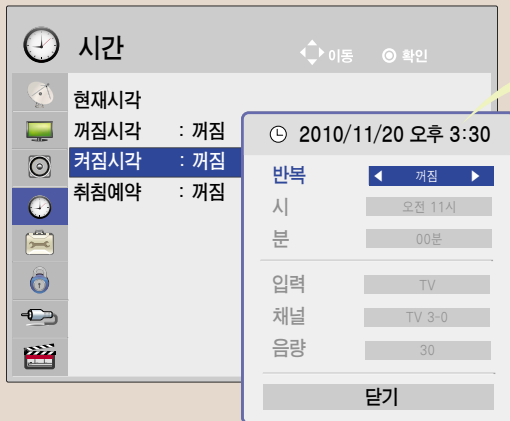 시간
이동 확인
현재시각
꺼짐시각 : 꺼짐
켜짐시각 : 꺼짐
취침예약 : 꺼짐
2010/11/20 오후 3:30
반복 ◀ 꺼짐 ▶
시 오전 11시
분 00분
입력 TV
채널 TV 3-0
음량 30
닫기